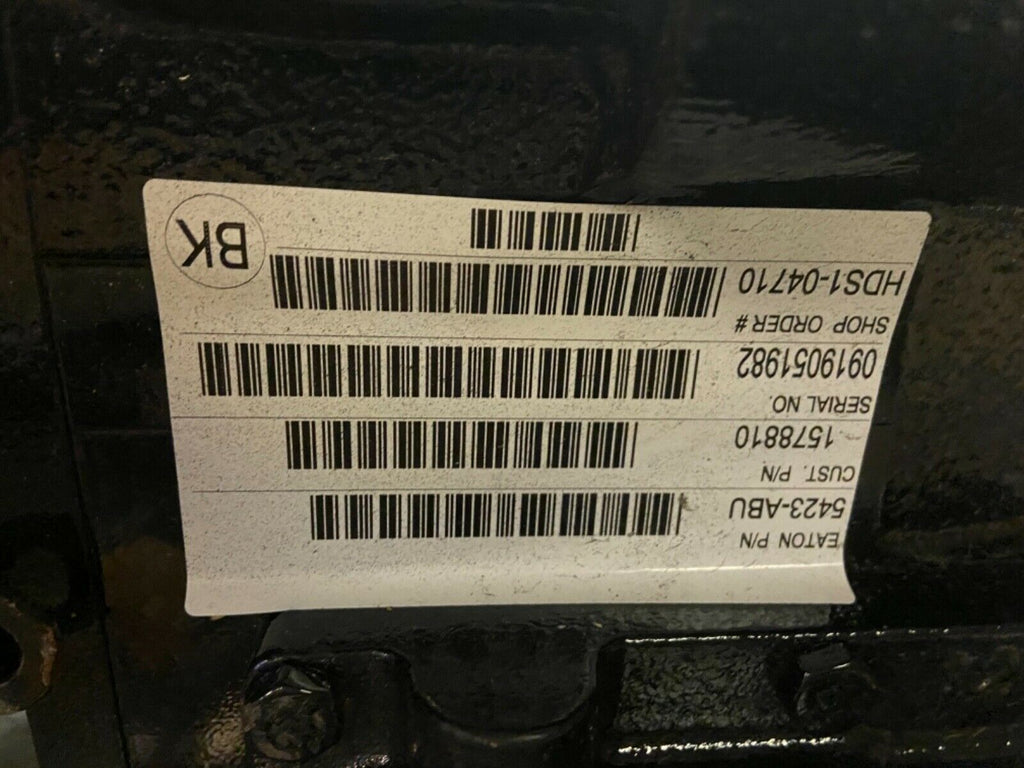 EATON P/N
5423-ABU
CUST. P/N
1578810
SERIAL NO.
0919051982
SHOP ORDER #
HDS1-04710
BK